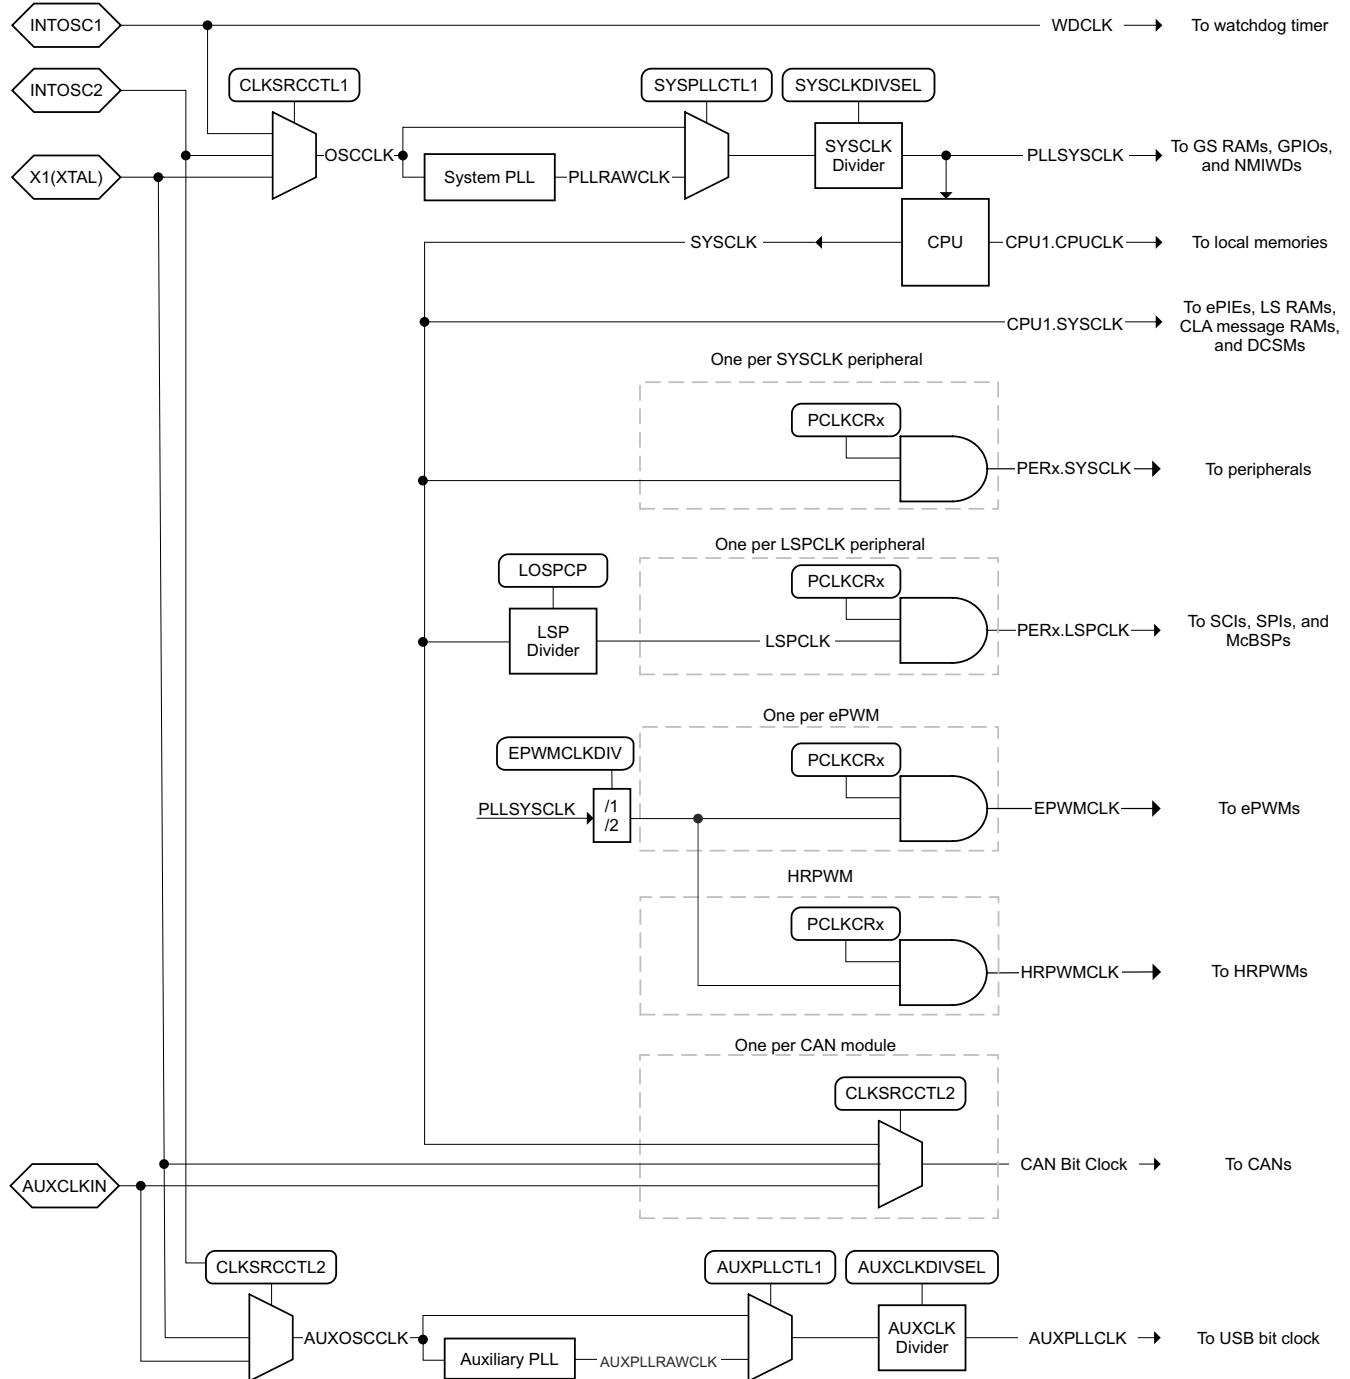 INTOSC1
WDCLK
To watchdog timer
INTOSC2
CLKSRCCTL1
SYSPLLCTL1
SYSCLKDIVSEL
X1(XTAL)
OSCCLK
System PLL
PLLRAWCLK
SYSCLK
Divider
PLLSYSCLK
To GS RAMs, GPIOs,
and NMIWDs
SYSCLK
CPU
CPU1.CPUCLK
To local memories
CPU1.SYSCLK
To ePIEs, LS RAMs,
CLA message RAMs,
and DCSMs
One per SYSCLK peripheral
PCLKCRx
PERx.SYSCLK
To peripherals
One per LSPCLK peripheral
LOSPCP
PCLKCRx
LSP
Divider
LSPCLK
PERx.LSPCLK
To SCIs, SPIs, and
McBSPs
One per ePWM
EPWMCLKDIV
PCLKCRx
PLLSYSCLK
/1
/2
EPWMCLK
To ePWMs
HRPWM
PCLKCRx
HRPWMCLK
To HRPWMs
One per CAN module
CLKSRCCTL2
CAN Bit Clock
To CANs
AUXCLKIN
CLKSRCCTL2
AUXPLLCTL1
AUXCLKDIVSEL
AUXOSCCLK
Auxiliary PLL
AUXPLLRAWCLK
AUXCLK
Divider
AUXPLLCLK
To USB bit clock